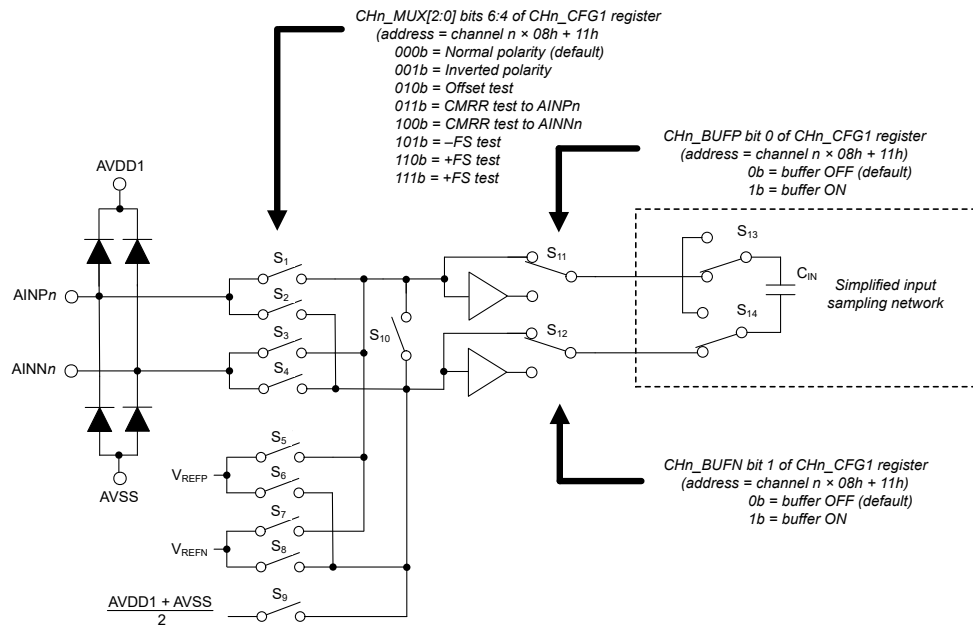 CHn_MUX[2:0] bits 6:4 of CHn_CFG1 register
(address = channel n × 08h + 11h
000b = Normal polarity (default)
001b = Inverted polarity
010b = Offset test
011b = CMRR test to AINPn
100b = CMRR test to AINNn
101b = –FS test
110b = +FS test
111b = +FS test
CHn_BUFP bit 0 of CHn_CFG1 register
(address = channel n × 08h + 11h)
0b = buffer OFF (default)
1b = buffer ON
AVDD1
S13
S1
S11
CIN
Simplified input
sampling network
AINPn
S2
S14
S3
S10
S12
AINNn
S4
S5
VREFP
S6
AVSS
CHn_BUFN bit 1 of CHn_CFG1 register
(address = channel n × 08h + 11h)
0b = buffer OFF (default)
1b = buffer ON
S7
VREFN
S8
S9
AVDD1 + AVSS
2